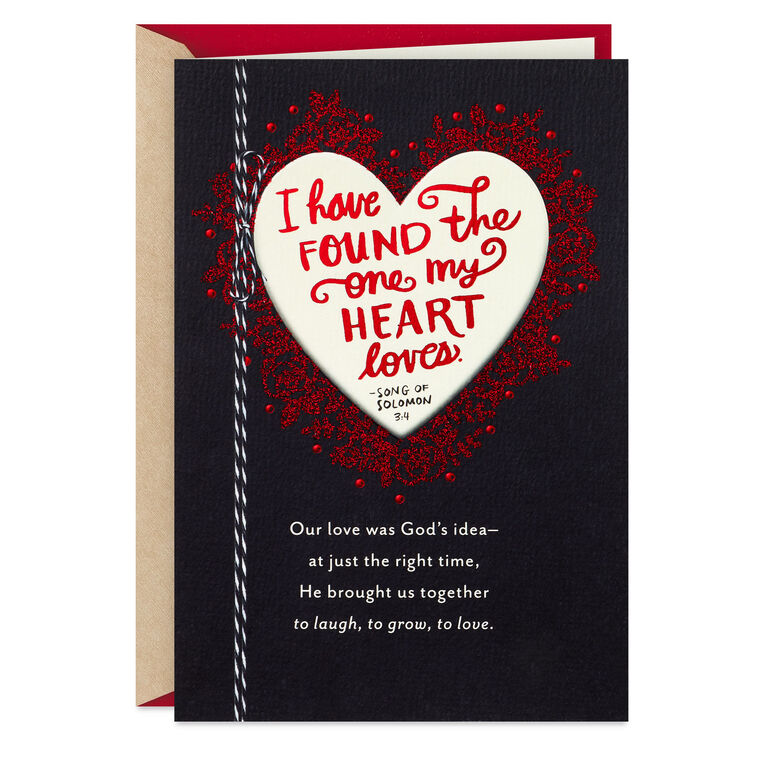 I have
FOUND the
one my
HEART
loves.
-SONG OF
SOLOMON
3:4
Our love was God's idea—
at just the right time,
He brought us together
to laugh, to grow, to love.